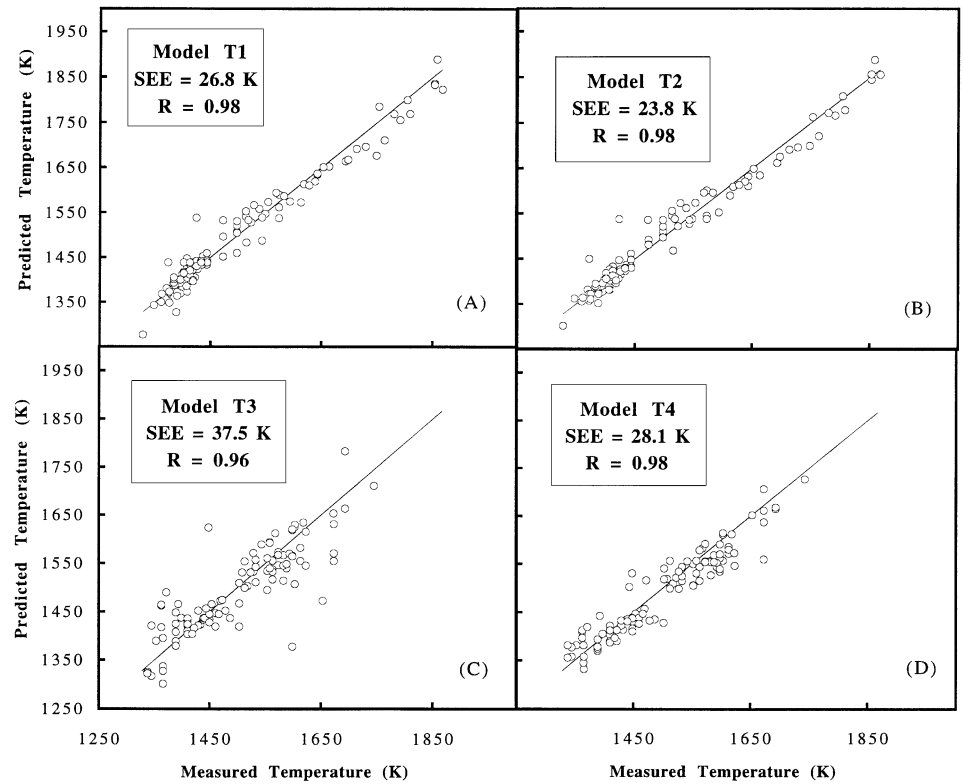 1950
1850
1750
1650
1550
1450
1350
Predicted Temperature (K)
Model T1
SEE = 26.8 K
R = 0.98
(A)
Model T2
SEE = 23.8 K
R = 0.98
(B)
1950
1850
1750
1650
1550
1450
1350
1250
Predicted Temperature (K)
Model T3
SEE = 37.5 K
R = 0.96
(C)
Model T4
SEE = 28.1 K
R = 0.98
(D)
1250 1450 1650 1850 1450 1650 1850
Measured Temperature (K) Measured Temperature (K)